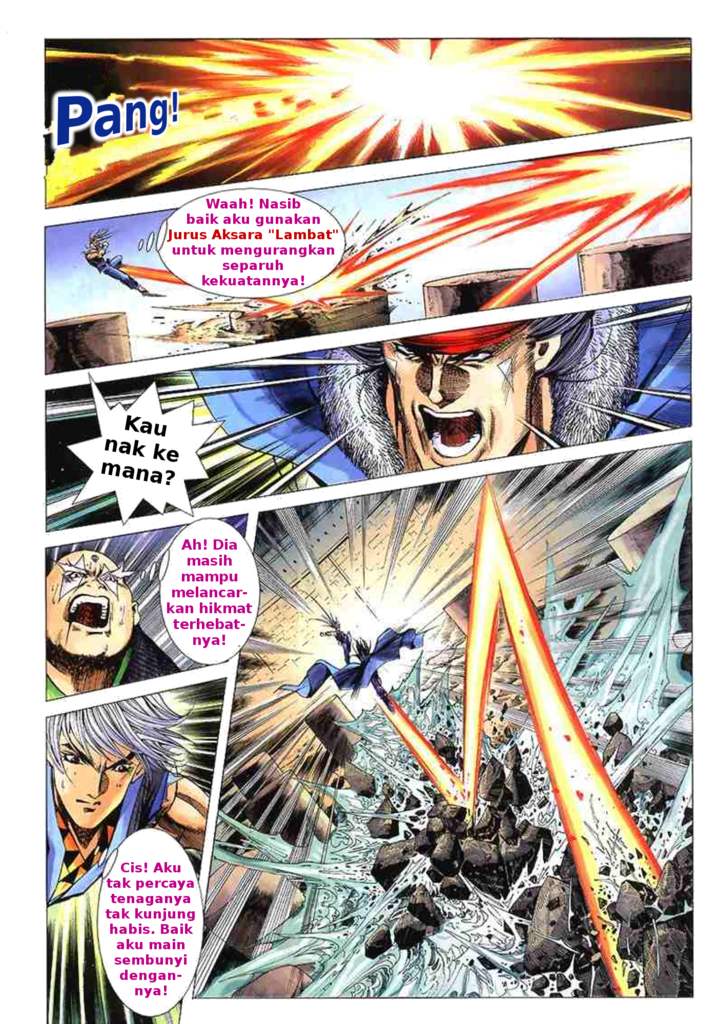 Pang!
Waah! Nasib
baik aku gunakan
Jurus Aksara "Lambat"
untuk mengurangkan
separuh
kekuatannya!
Kau
nak ke
mana?
Ah! Dia
masih
mampu
melancar-
kan hikmat
terhebat-
nya!
Cis! Aku
tak percaya
tenaganya
tak kunjung
habis. Baik
aku main
sembunyi
dengan-
nya!